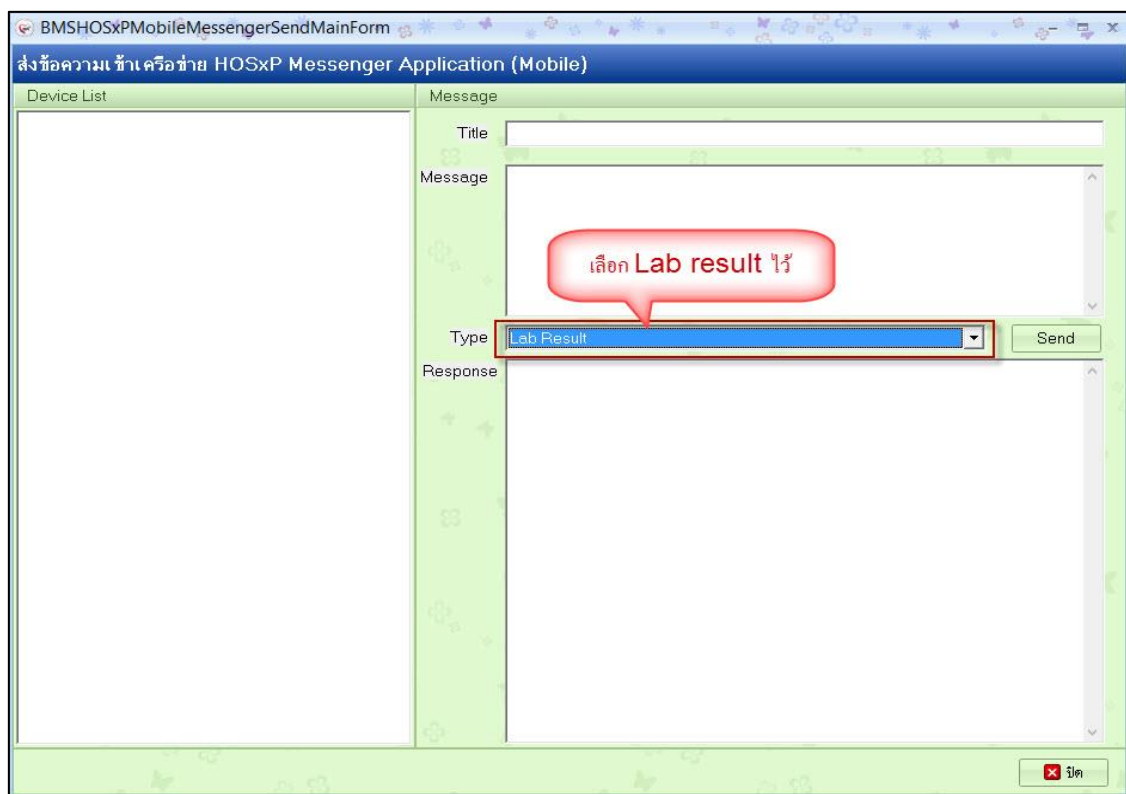 BMSHOSxPMobileMessengerSendMainForm
ส่งข้อความเข้าเครือข่าย HOSxP Messenger Application (Mobile)
Device List
Message
Title
Message
เลือก Lab result ไว้
Type Lab Result Send
Response
ปิด